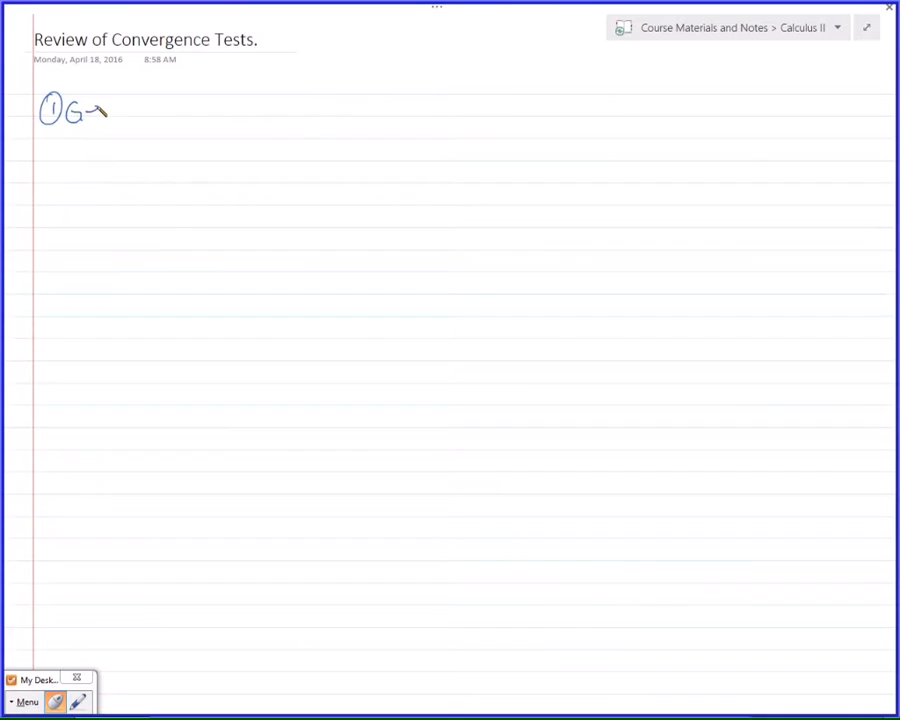 Review of Convergence Tests.
Course Materials and Notes > Calculus II
Monday, April 18, 2016 8:58 AM
① G
My Desk...
Menu